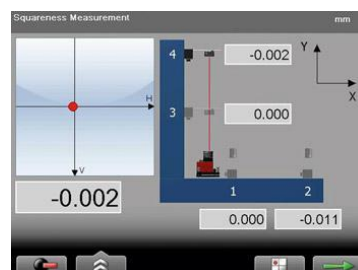 Squareness Measurement mm
4 -0.002 Y
H X
3 0.000
V
-0.002
1 2
0.000 -0.011